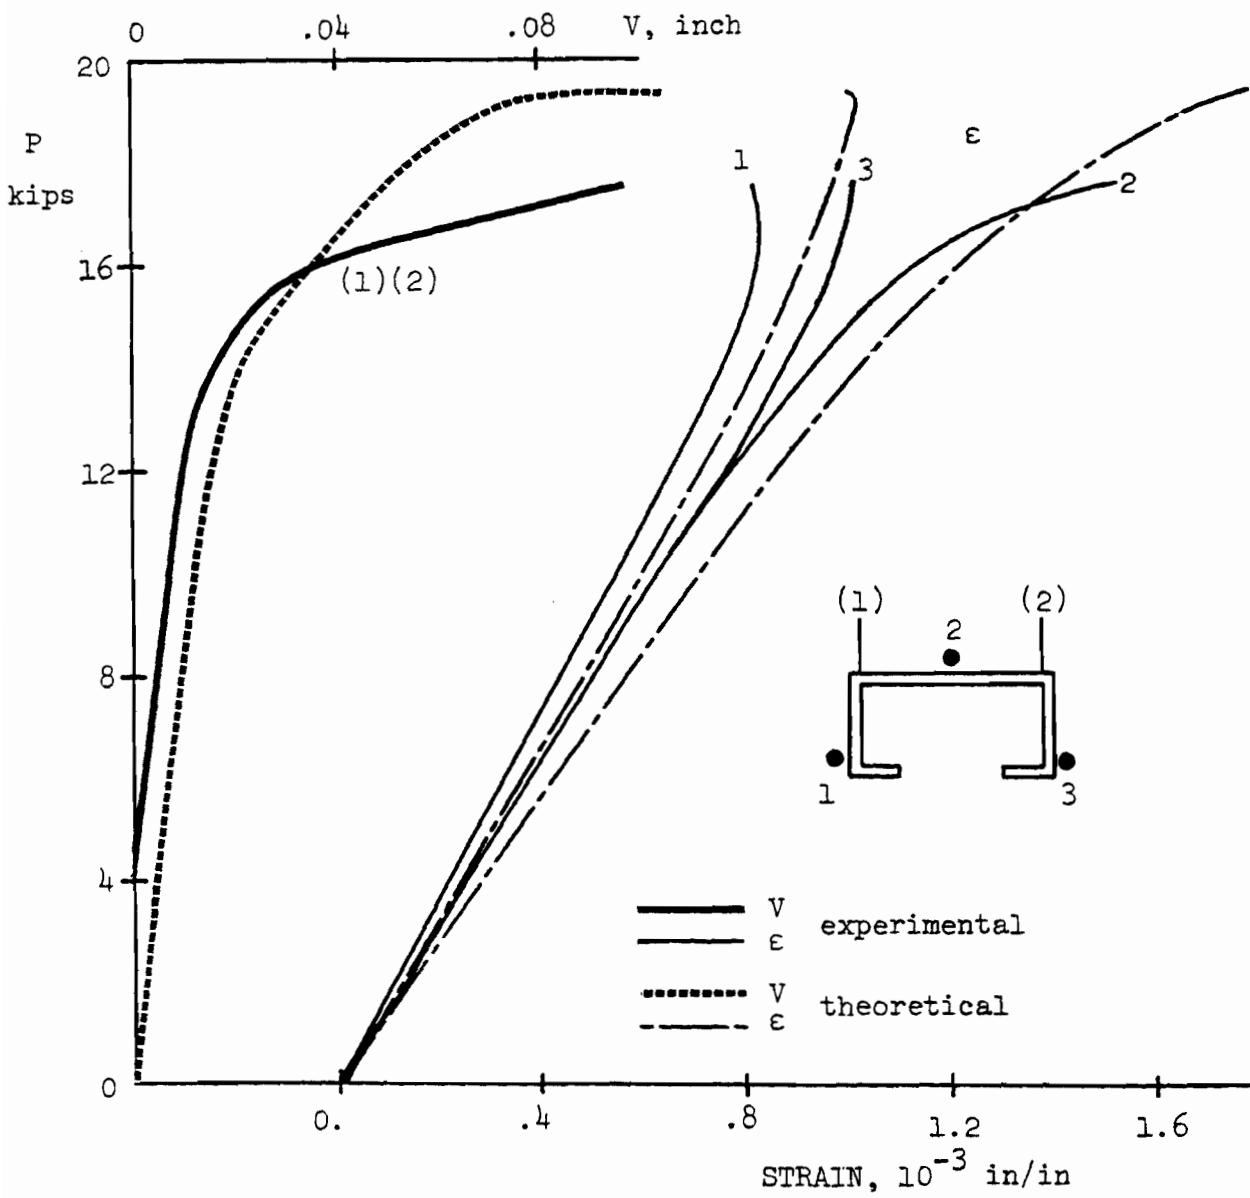 0 .04 .08 V, inch
20
P
kips
16
12
8
4
0
(1)(2)
1
3
ε
2
(1) (2)
2
1 3
V
ε
experimental
V
ε
theoretical
0. .4 .8 1.2 1.6
STRAIN, 10⁻³ in/in